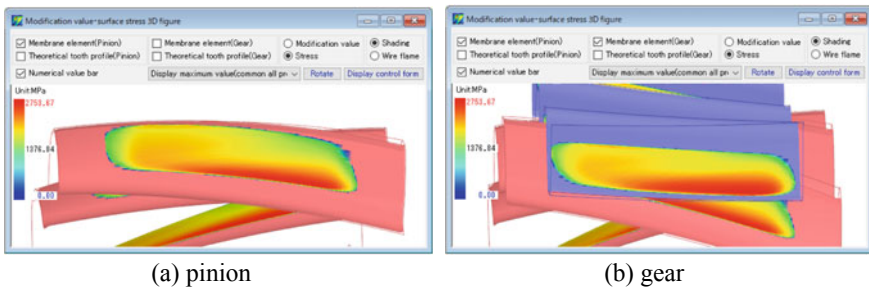 Modification value-surface stress 3D figure
Membrane element(Pinion) Membrane element(Gear) Modification value Shading
Theoretical tooth profile(Pinion) Theoretical tooth profile(Gear) Stress Wire flame
Numerical value bar Display maximum value(common all pr Rotate Display control form
Unit:MPa
2753.67
1376.84
0.00
(a) pinion
Modification value-surface stress 3D figure
Membrane element(Pinion) Membrane element(Gear) Modification value Shading
Theoretical tooth profile(Pinion) Theoretical tooth profile(Gear) Stress Wire flame
Numerical value bar Display maximum value(common all pr Rotate Display control form
Unit:MPa
2753.67
1376.84
0.00
(b) gear